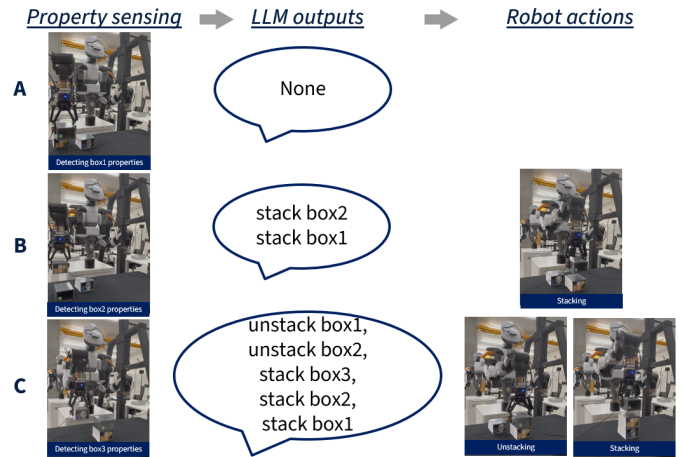 Property sensing
LLM outputs
Robot actions
A
Detecting box1 properties
None
B
Detecting box2 properties
stack box2
stack box1
Stacking
C
Detecting box3 properties
unstack box1,
unstack box2,
stack box3,
stack box2,
stack box1
Unstacking
Stacking